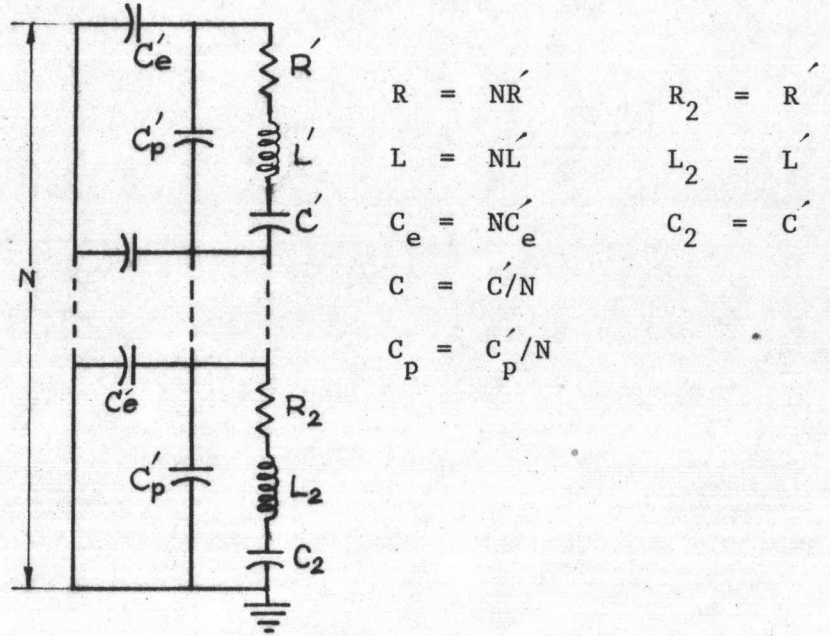 C′e
R′
C′p
L′
C′
N
C′e
R2
C′p
L2
C2
R = NR′ R2 = R′
L = NL′ L2 = L′
Ce = NC′e C2 = C′
C = C′/N
Cp = C′p/N